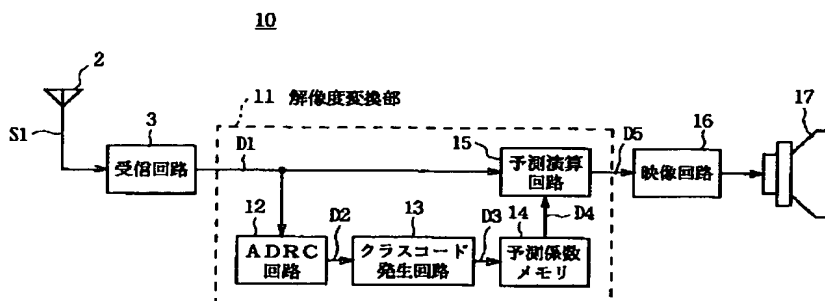 10
2
11 解像度変換部
17
S1
3
受信回路
D1
15
予測演算
回路
D5
16
映像回路
12
ADRC
回路
D2
13
クラスコード
発生回路
D3
14
D4
予測係数
メモリ